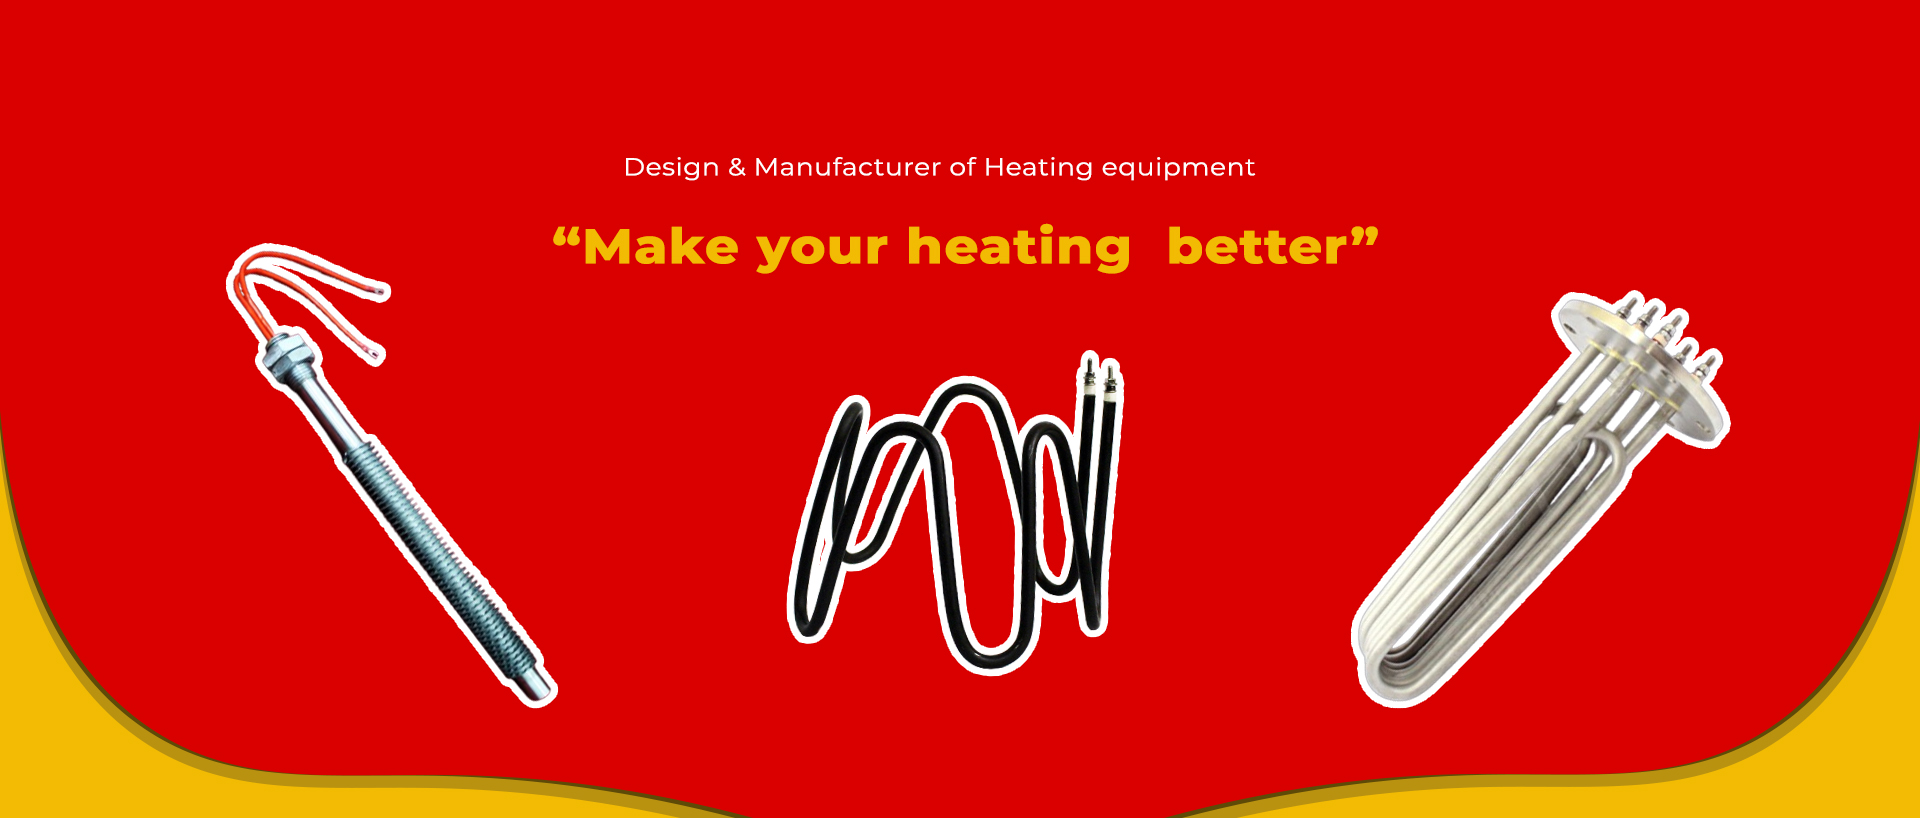 Design & Manufacturer of Heating equipment
“Make your heating  better”